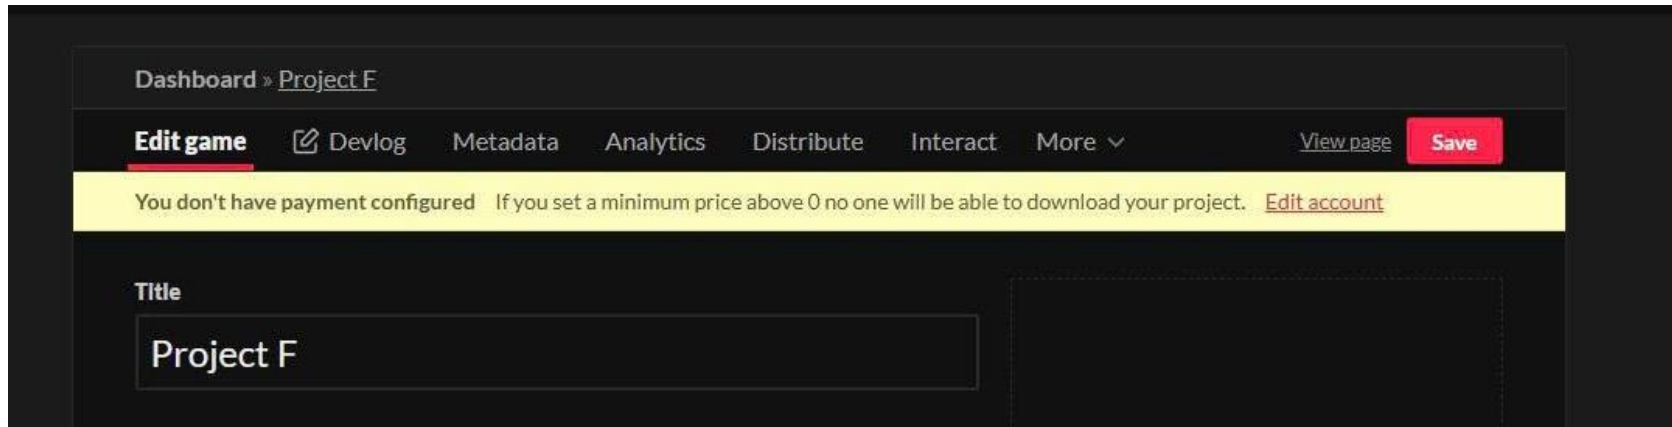 Dashboard » Project F
Edit game Devlog Metadata Analytics Distribute Interact More View page Save
You don't have payment configured If you set a minimum price above 0 no one will be able to download your project. Edit account
Title
Project F